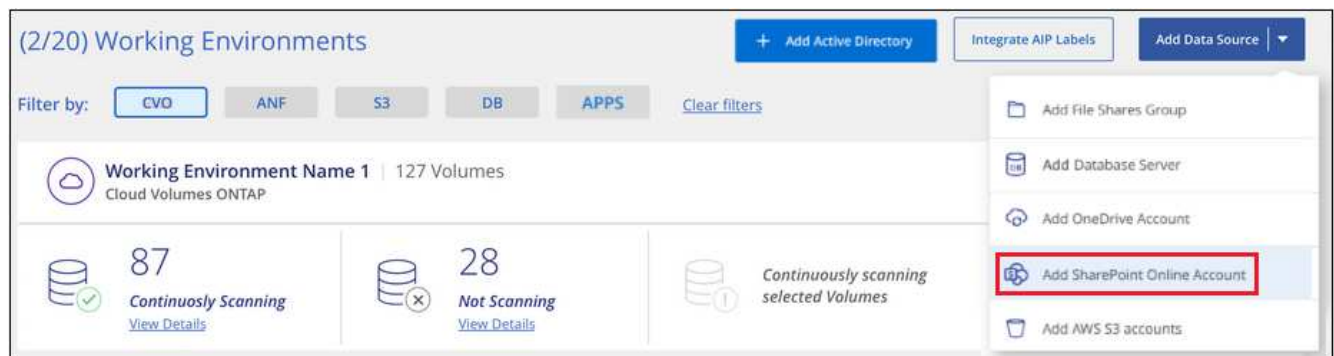 (2/20) Working Environments
+ Add Active Directory
Integrate AIP Labels
Add Data Source
Filter by:
CVO
ANF
S3
DB
APPS
Clear filters
Working Environment Name 1 | 127 Volumes
Cloud Volumes ONTAP
87
Continuosly Scanning
View Details
28
Not Scanning
View Details
Continuously scanning
selected Volumes
Add File Shares Group
DB
Add Database Server
Add OneDrive Account
Add SharePoint Online Account
Add AWS S3 accounts